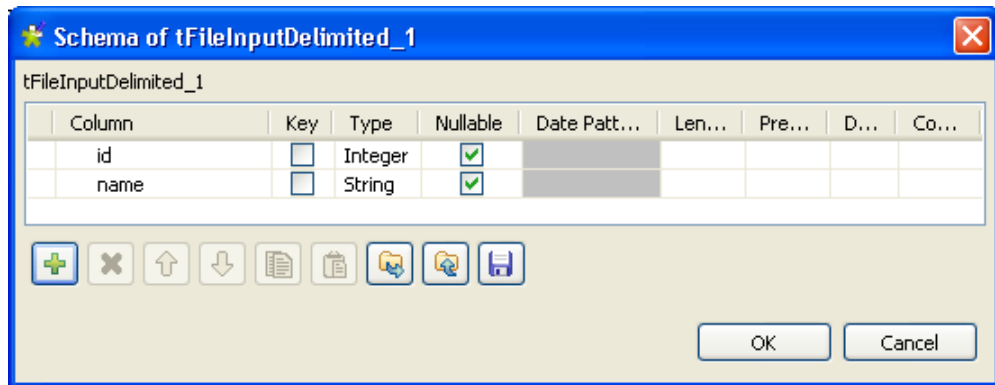 Schema of tFileInputDelimited_1
tFileInputDelimited_1
Column Key Type Nullable Date Patt... Len... Pre... D... Co...
id Integer
name String
OK Cancel